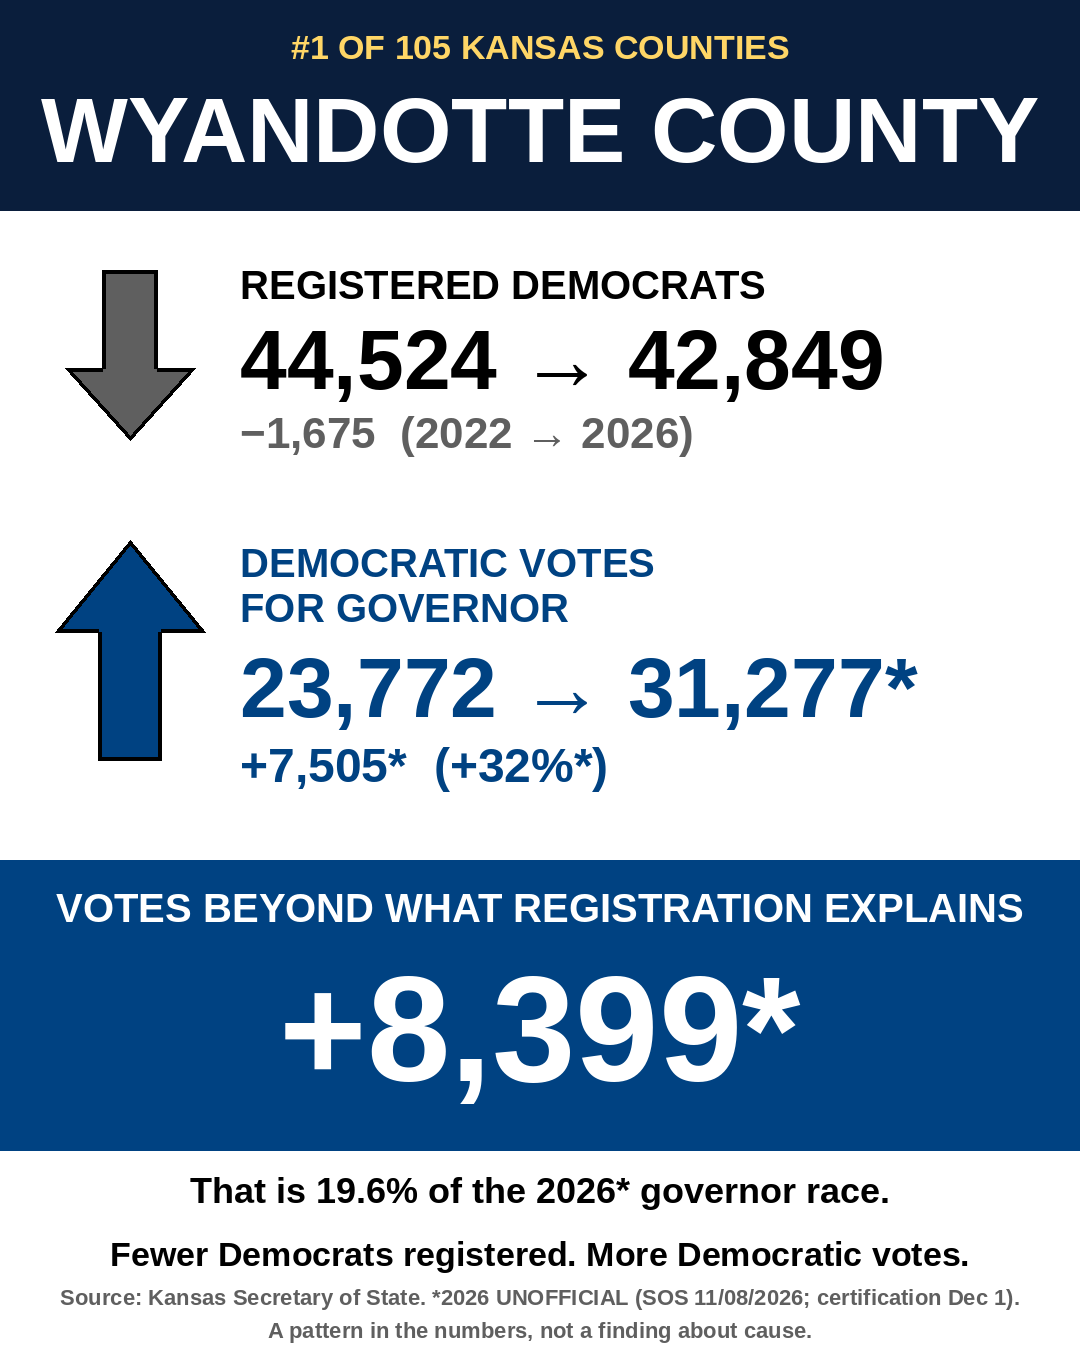 #1 OF 105 KANSAS COUNTIES
WYANDOTTE COUNTY
REGISTERED DEMOCRATS
44,524 → 42,849
−1,675 (2022 → 2026)
DEMOCRATIC VOTES
FOR GOVERNOR
23,772 → 31,277*
+7,505* (+32%*)
VOTES BEYOND WHAT REGISTRATION EXPLAINS
+8,399*
That is 19.6% of the 2026* governor race.
Fewer Democrats registered. More Democratic votes.
Source: Kansas Secretary of State. *2026 UNOFFICIAL (SOS 11/08/2026; certification Dec 1).
A pattern in the numbers, not a finding about cause.